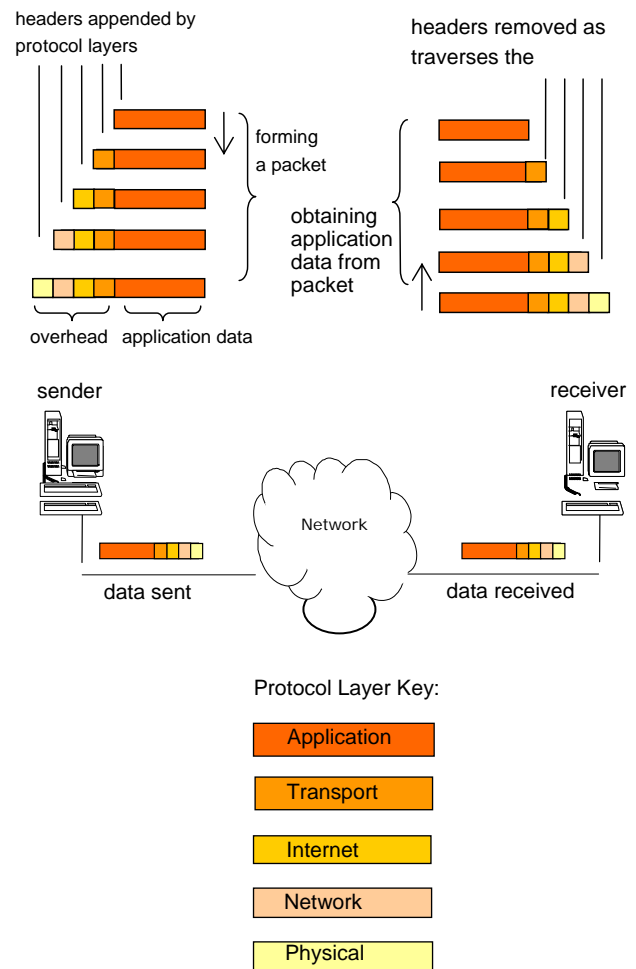 headers appended by
protocol layers
headers removed as
traverses the
forming
a packet
obtaining
application
data from
packet
overhead
application data
sender
receiver
Network
data sent
data received
Protocol Layer Key:
Application
Transport
Internet
Network
Physical